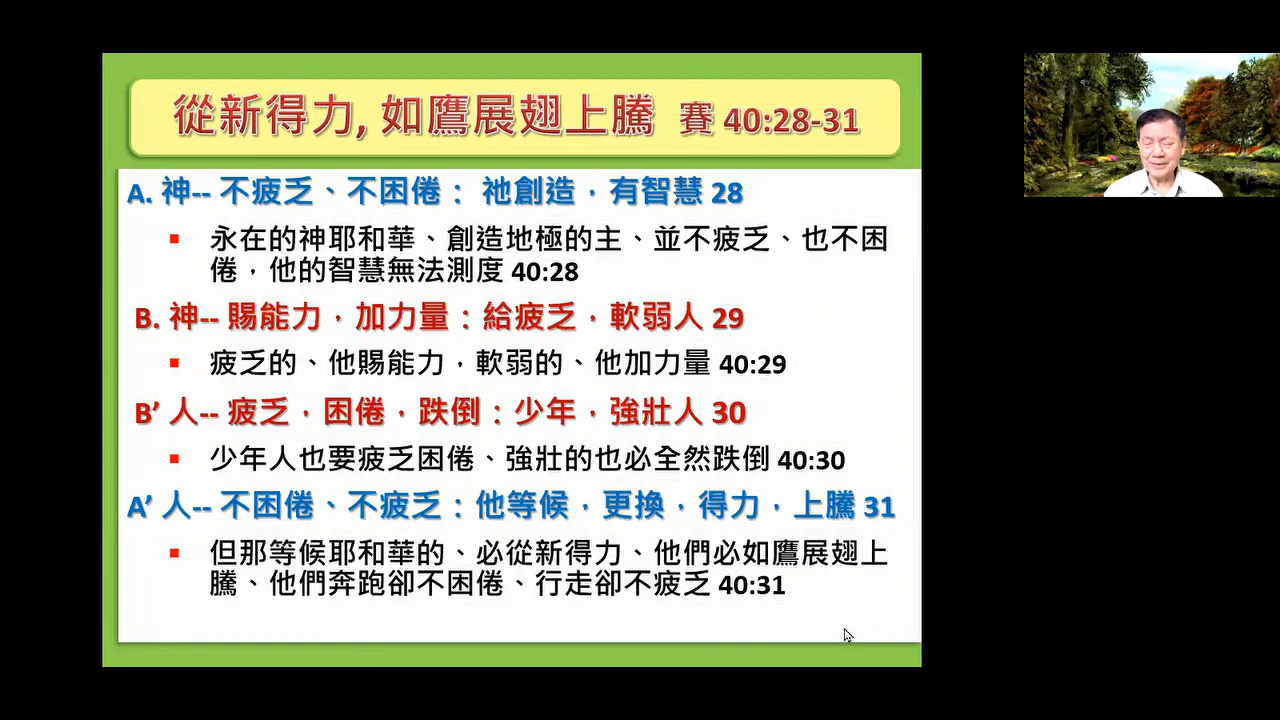 從新得力, 如鷹展翅上騰 賽 40:28-31
A. 神-- 不疲乏、不困倦： 祂創造，有智慧 28
▪ 永在的神耶和華、創造地極的主、並不疲乏、也不困
倦，他的智慧無法測度 40:28
B. 神-- 賜能力，加力量：給疲乏，軟弱人 29
▪ 疲乏的、他賜能力，軟弱的、他加力量 40:29
B’ 人-- 疲乏，困倦，跌倒：少年，強壯人 30
▪ 少年人也要疲乏困倦、強壯的也必全然跌倒 40:30
A’ 人-- 不困倦、不疲乏：他等候，更換，得力，上騰 31
▪ 但那等候耶和華的、必從新得力、他們必如鷹展翅上
騰、他們奔跑卻不困倦、行走卻不疲乏 40:31